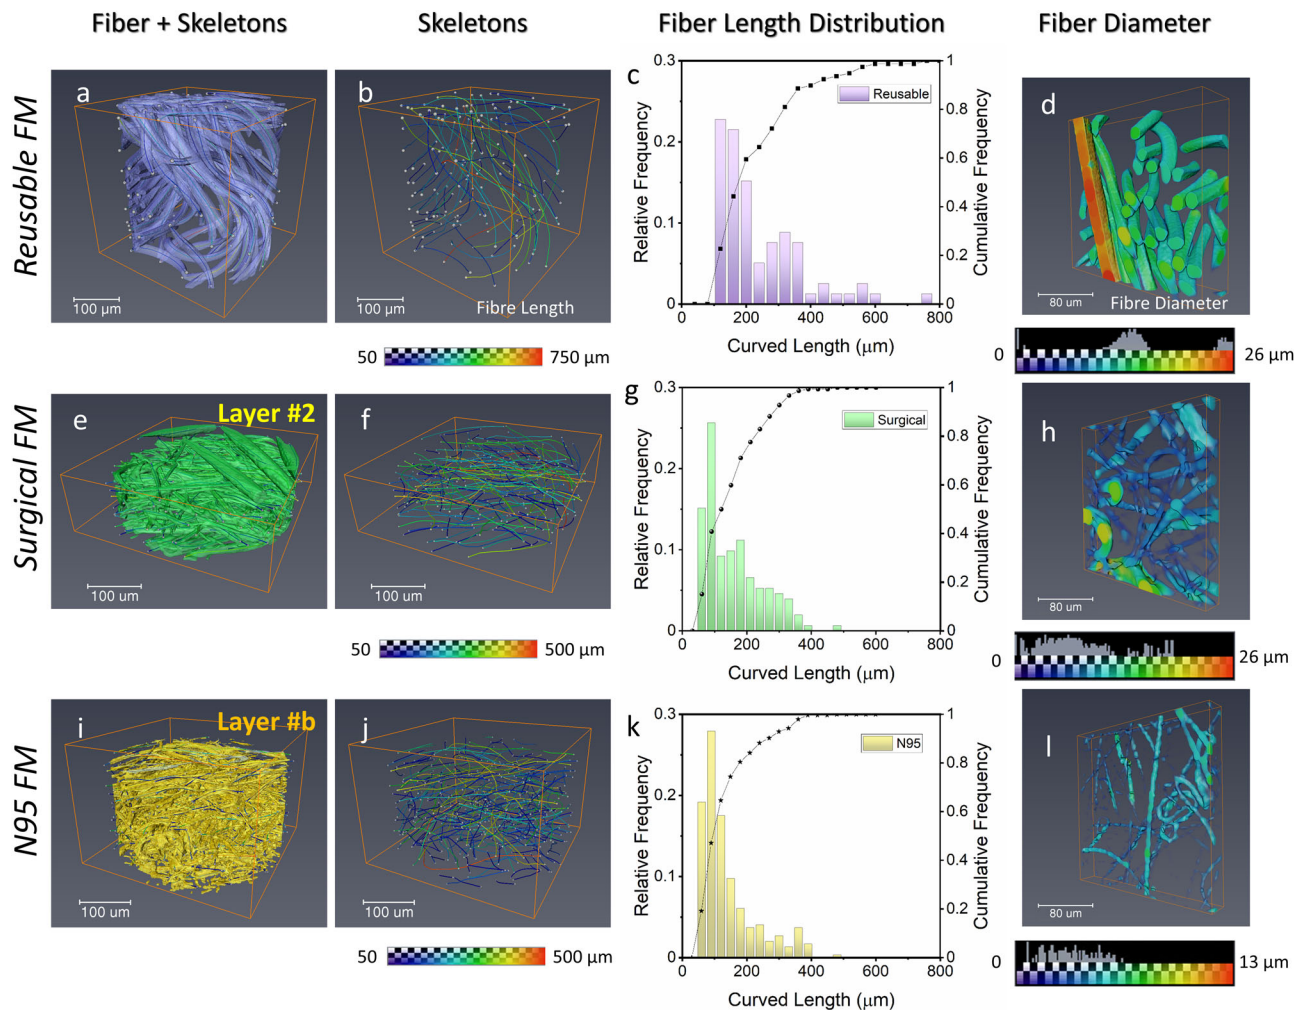 Fiber + Skeletons
Skeletons
Fiber Length Distribution
Fiber Diameter
Reusable FM
a
100 µm
b
100 µm
Fibre Length
50
750 µm
c
Reusable
Relative Frequency
Cumulative Frequency
0.3
0.2
0.1
0
1
0.8
0.6
0.4
0.2
0
0
200
400
600
800
Curved Length (µm)
d
80 um
Fibre Diameter
0
26 µm
Surgical FM
e
Layer #2
100 um
f
100 um
50
500 µm
g
Surgical
Relative Frequency
Cumulative Frequency
0.3
0.2
0.1
0
1
0.8
0.6
0.4
0.2
0
0
200
400
600
800
Curved Length (µm)
h
80 um
0
26 µm
N95 FM
i
Layer #b
100 um
j
100 um
50
500 µm
k
N95
Relative Frequency
Cumulative Frequency
0.3
0.2
0.1
0
1
0.8
0.6
0.4
0.2
0
0
200
400
600
800
Curved Length (µm)
l
80 um
0
13 µm